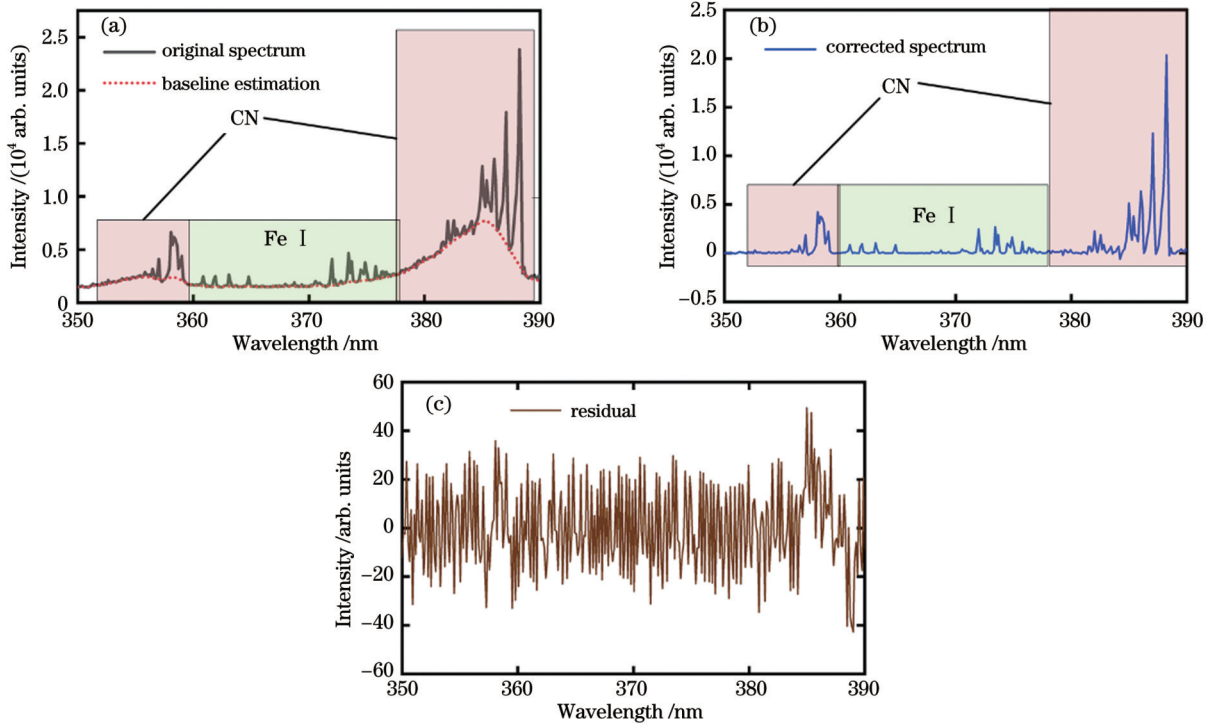 (a)
original spectrum
baseline estimation
CN
Fe Ⅰ
2.5
2.0
1.5
1.0
0.5
0
Intensity /(10⁴ arb. units)
350 360 370 380 390
Wavelength /nm
(b)
corrected spectrum
CN
Fe Ⅰ
2.5
2.0
1.5
1.0
0.5
0
−0.5
Intensity /(10⁴ arb. units)
350 360 370 380 390
Wavelength /nm
(c)
residual
60
40
20
0
−20
−40
−60
Intensity /arb. units
350 360 370 380 390
Wavelength /nm